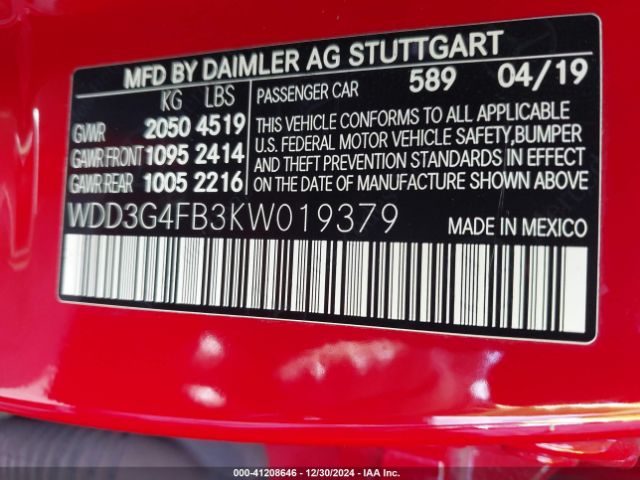 MFD BY DAIMLER AG STUTTGART
KG LBS
GVWR 2050 4519
GAWR FRONT 1095 2414
GAWR REAR 1005 2216
PASSENGER CAR 589 04/19
THIS VEHICLE CONFORMS TO ALL APPLICABLE
U.S. FEDERAL MOTOR VEHICLE SAFETY,BUMPER
AND THEFT PREVENTION STANDARDS IN EFFECT
ON THE DATE OF MANUFACTURE SHOWN ABOVE
WDD3G4FB3KW019379 MADE IN MEXICO
000-41208646 • 12/30/2024 • IAA Inc.